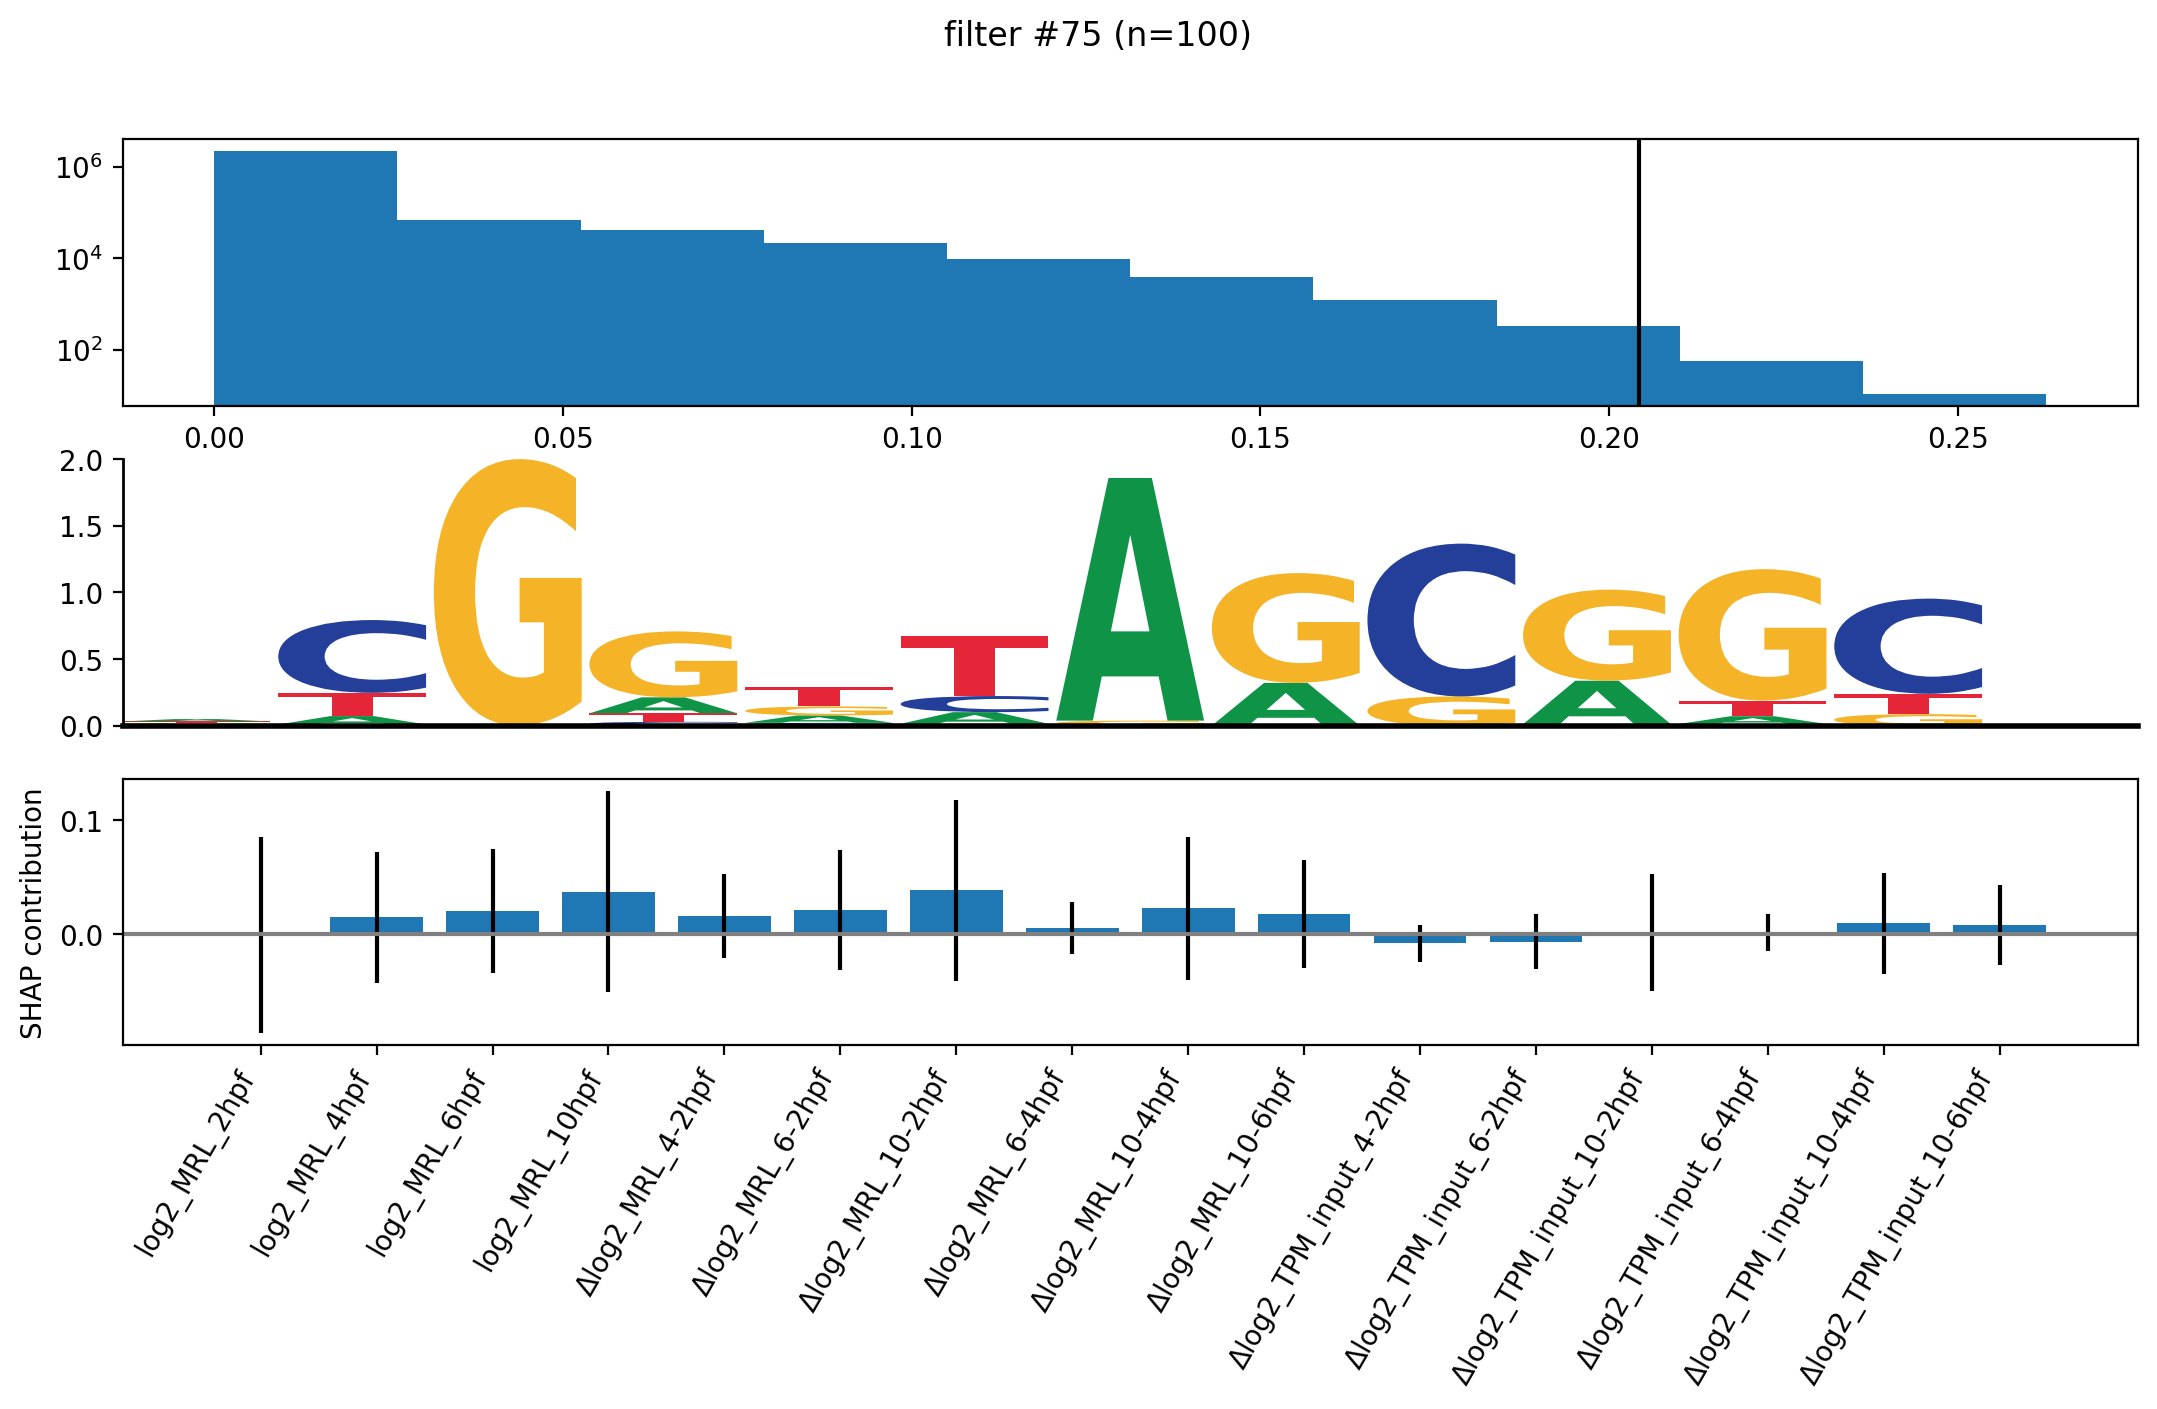 filter #75 (n=100)
10⁶
10⁴
10²
0.00 0.05 0.10 0.15 0.20 0.25
2.0
1.5
1.0
0.5
0.0
SHAP contribution
0.1
0.0
log2_MRL_2hpf
log2_MRL_4hpf
log2_MRL_6hpf
log2_MRL_10hpf
Δlog2_MRL_4-2hpf
Δlog2_MRL_6-2hpf
Δlog2_MRL_10-2hpf
Δlog2_MRL_6-4hpf
Δlog2_MRL_10-4hpf
Δlog2_MRL_10-6hpf
Δlog2_TPM_input_4-2hpf
Δlog2_TPM_input_6-2hpf
Δlog2_TPM_input_10-2hpf
Δlog2_TPM_input_6-4hpf
Δlog2_TPM_input_10-4hpf
Δlog2_TPM_input_10-6hpf